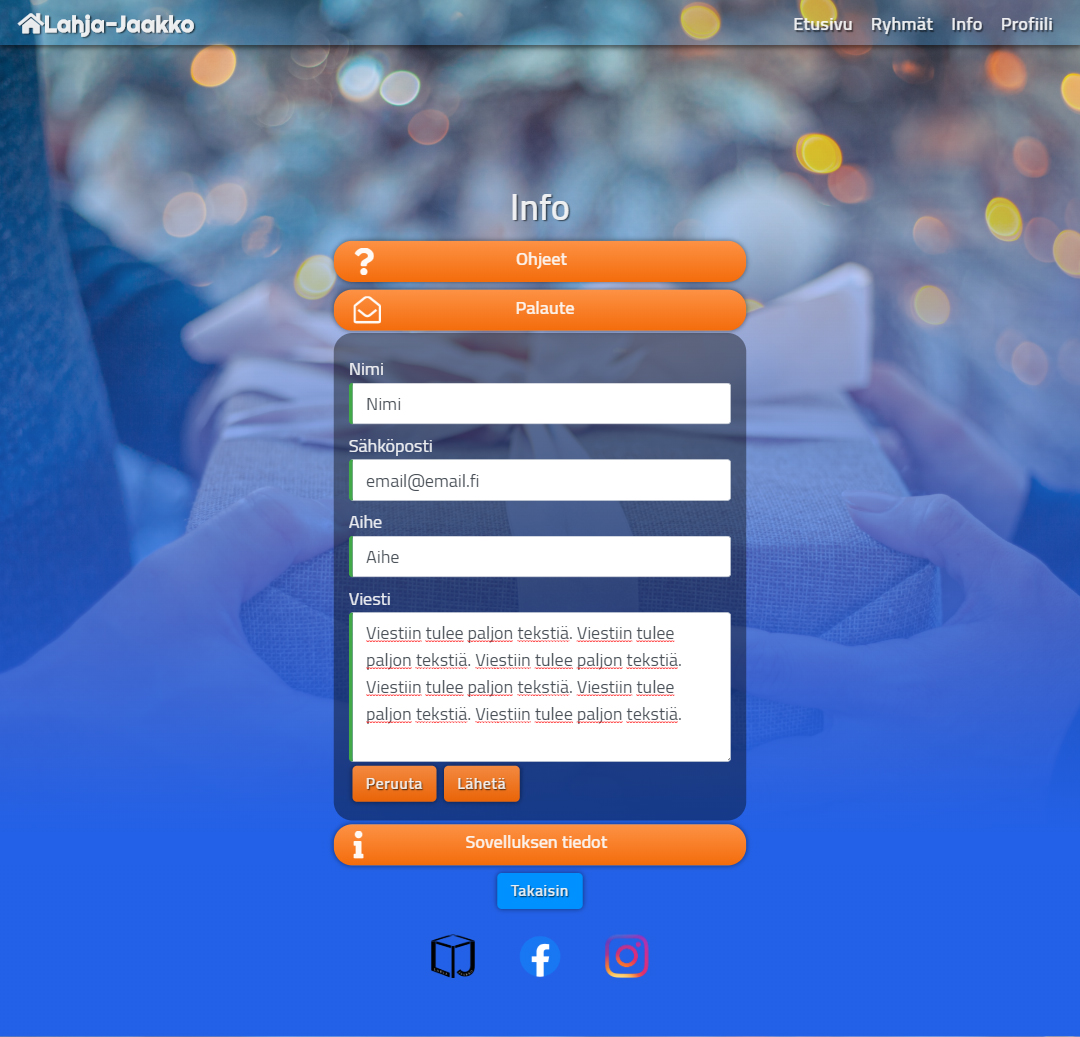 Lahja-Jaakko
Etusivu Ryhmät Info Profiili
Info
Ohjeet
Palaute
Nimi
Nimi
Sähköposti
email@email.fi
Aihe
Aihe
Viesti
Viestiin tulee paljon tekstiä. Viestiin tulee
paljon tekstiä. Viestiin tulee paljon tekstiä.
Viestiin tulee paljon tekstiä. Viestiin tulee
paljon tekstiä. Viestiin tulee paljon tekstiä.
Peruuta Lähetä
Sovelluksen tiedot
Takaisin